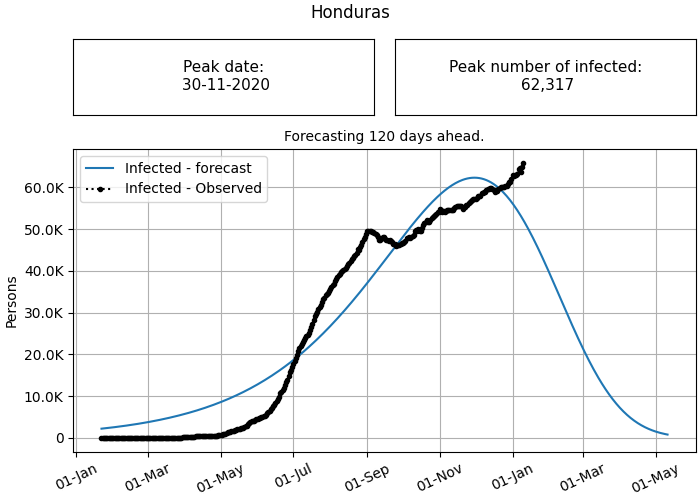 Honduras
Peak date:
30-11-2020
Peak number of infected:
62,317
Forecasting 120 days ahead.
Infected - forecast
Infected - Observed
Persons
60.0K
50.0K
40.0K
30.0K
20.0K
10.0K
0
01-Jan
01-Mar
01-May
01-Jul
01-Sep
01-Nov
01-Jan
01-Mar
01-May